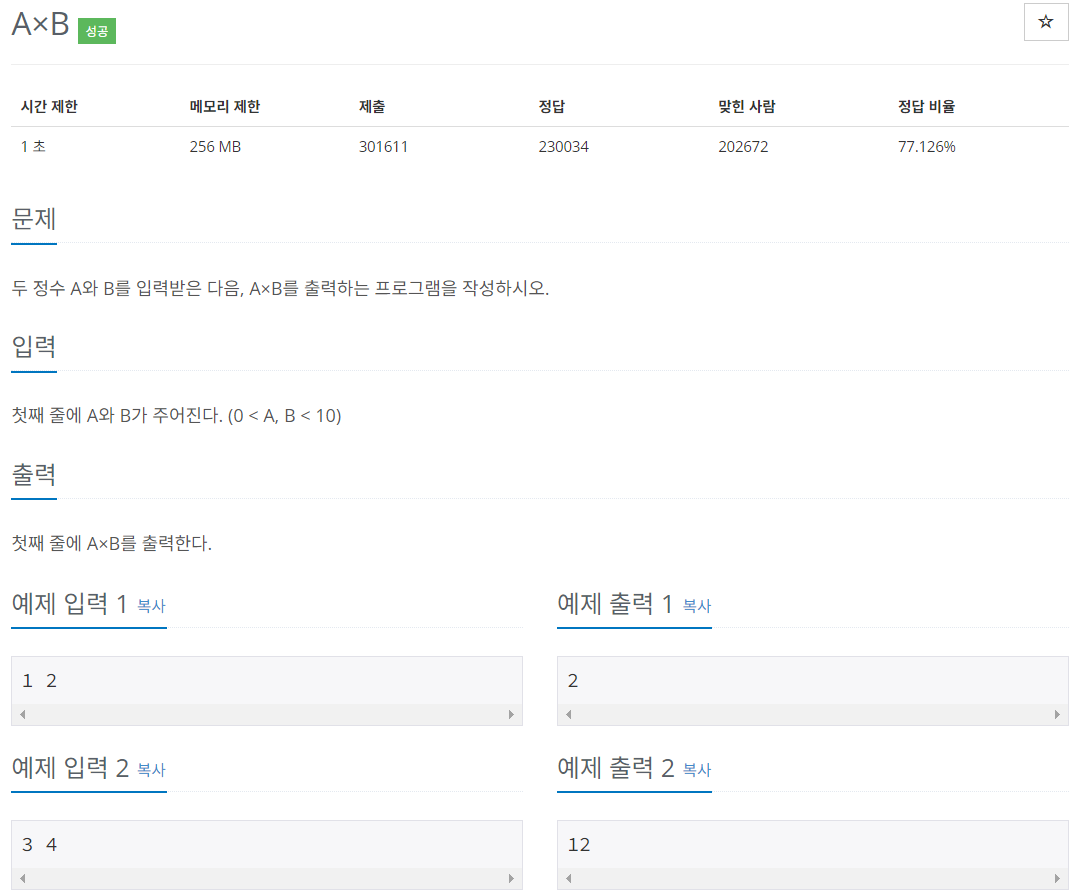 A×B 성공
☆
시간 제한 메모리 제한 제출 정답 맞힌 사람 정답 비율
1 초 256 MB 301611 230034 202672 77.126%
문제
두 정수 A와 B를 입력받은 다음, A×B를 출력하는 프로그램을 작성하시오.
입력
첫째 줄에 A와 B가 주어진다. (0 < A, B < 10)
출력
첫째 줄에 A×B를 출력한다.
예제 입력 1 복사
1 2
예제 출력 1 복사
2
예제 입력 2 복사
3 4
예제 출력 2 복사
12